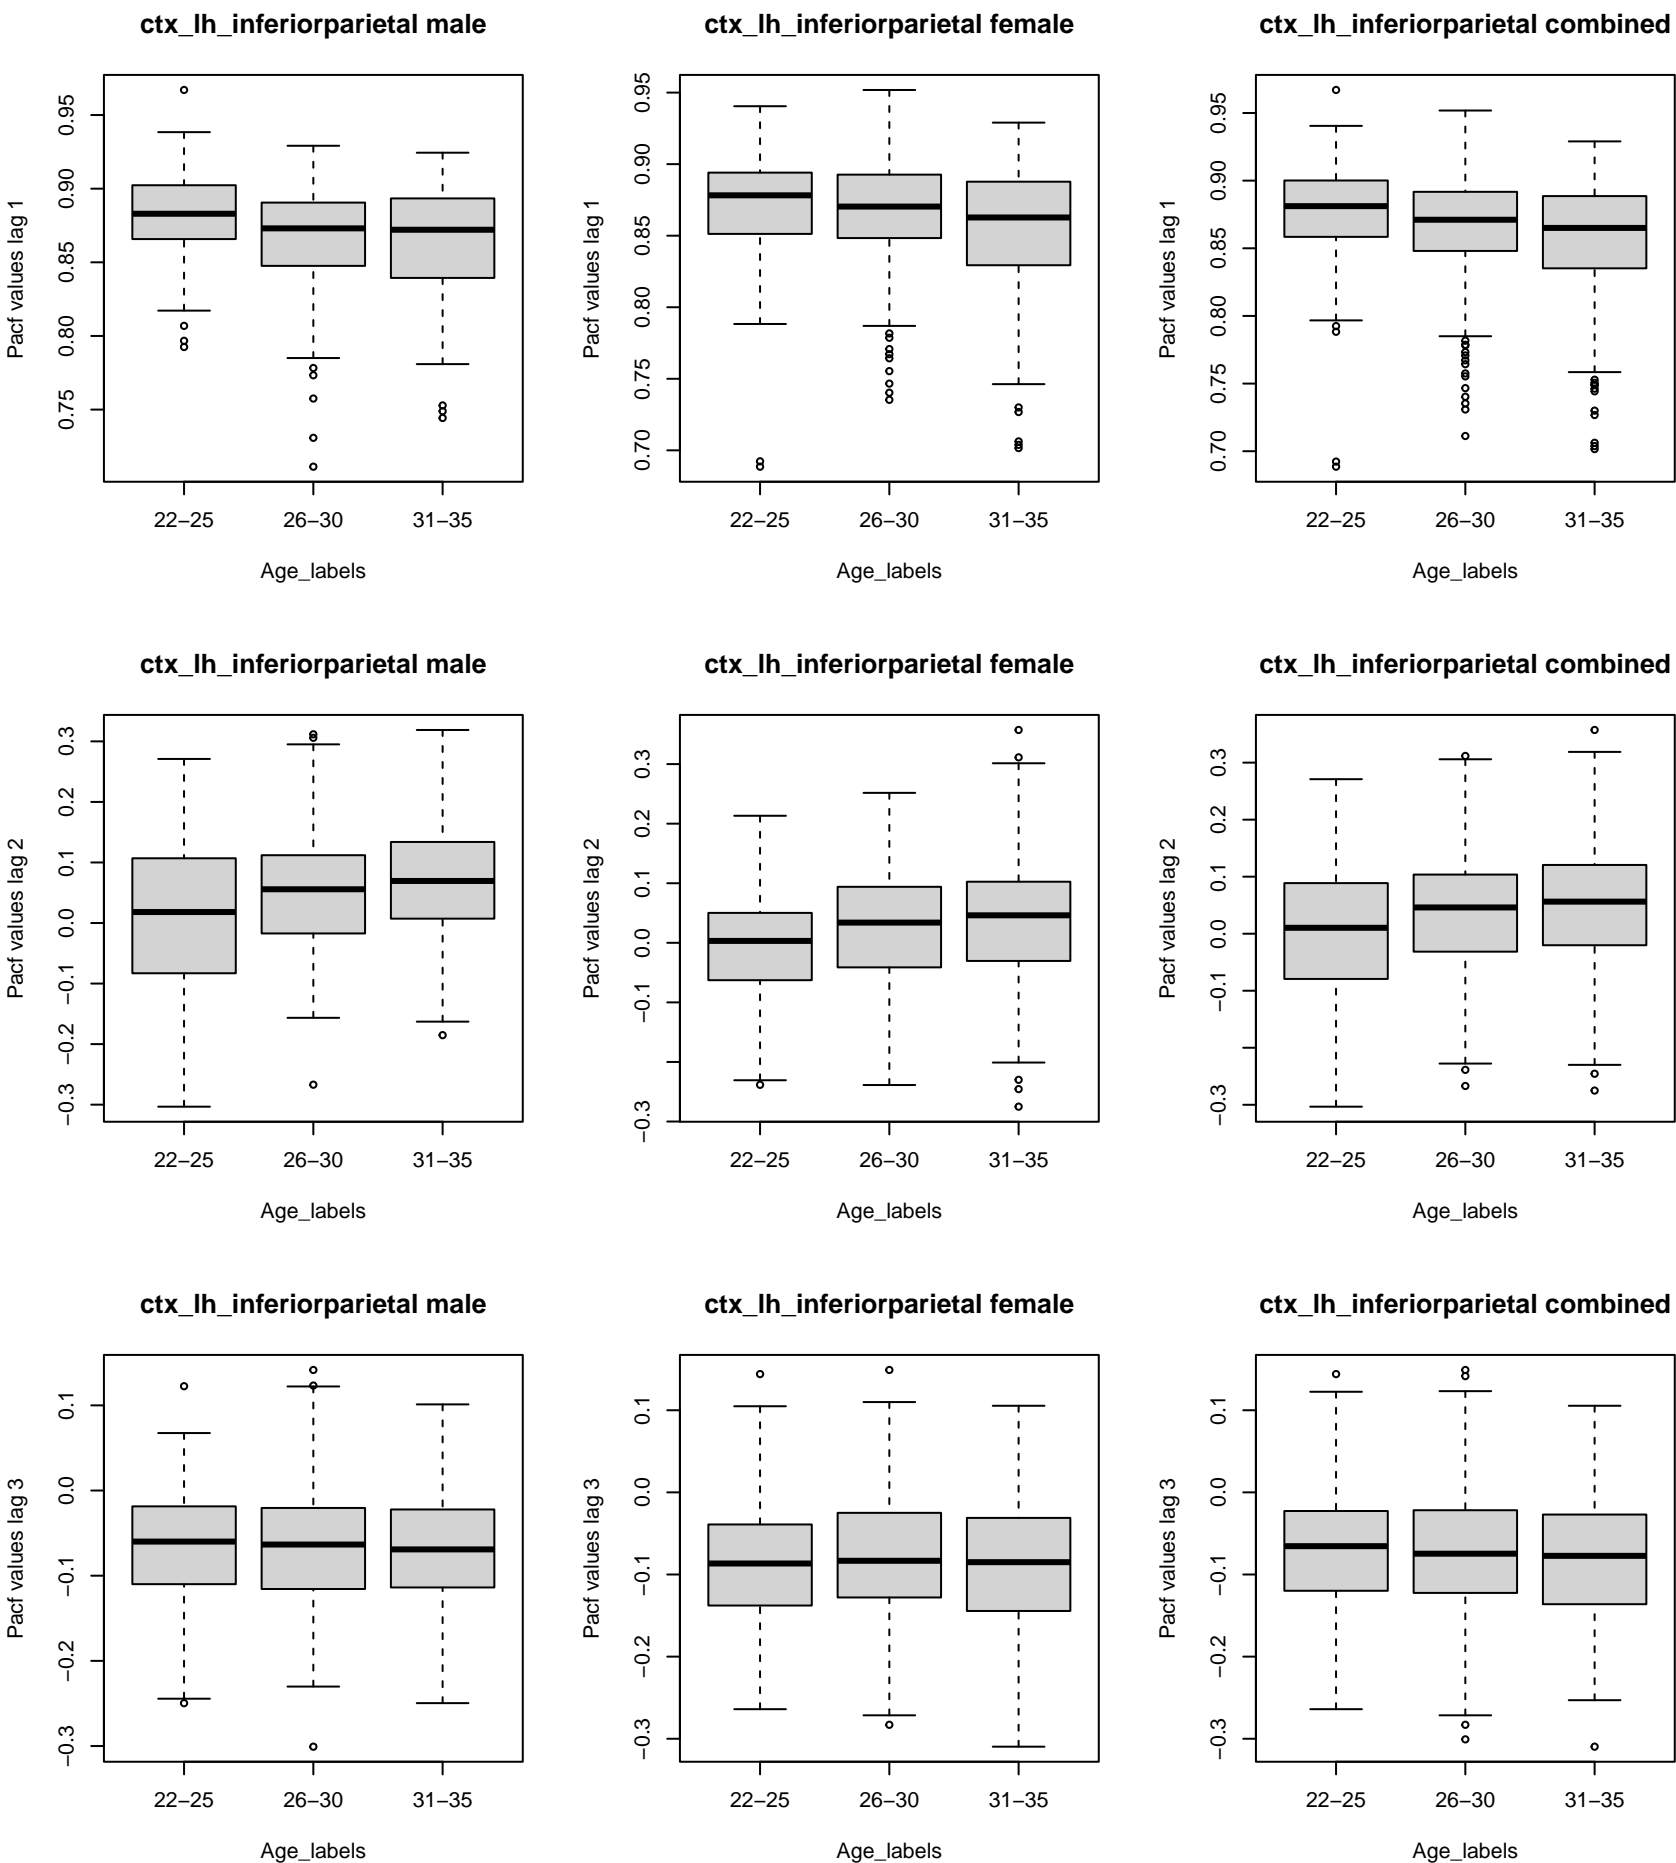 ctx_lh_inferiorparietal male
ctx_lh_inferiorparietal female
ctx_lh_inferiorparietal combined
Pacf values lag 1
0.95
0.90
0.85
0.80
0.75
22−25
26−30
31−35
Age_labels
Pacf values lag 1
0.95
0.90
0.85
0.80
0.75
0.70
22−25
26−30
31−35
Age_labels
Pacf values lag 1
0.95
0.90
0.85
0.80
0.75
0.70
22−25
26−30
31−35
Age_labels
ctx_lh_inferiorparietal male
ctx_lh_inferiorparietal female
ctx_lh_inferiorparietal combined
Pacf values lag 2
0.3
0.2
0.1
0.0
−0.1
−0.2
−0.3
22−25
26−30
31−35
Age_labels
Pacf values lag 2
0.3
0.2
0.1
0.0
−0.1
−0.3
22−25
26−30
31−35
Age_labels
Pacf values lag 2
0.3
0.2
0.1
0.0
−0.1
−0.3
22−25
26−30
31−35
Age_labels
ctx_lh_inferiorparietal male
ctx_lh_inferiorparietal female
ctx_lh_inferiorparietal combined
Pacf values lag 3
0.1
0.0
−0.1
−0.2
−0.3
22−25
26−30
31−35
Age_labels
Pacf values lag 3
0.1
0.0
−0.1
−0.2
−0.3
22−25
26−30
31−35
Age_labels
Pacf values lag 3
0.1
0.0
−0.1
−0.2
−0.3
22−25
26−30
31−35
Age_labels